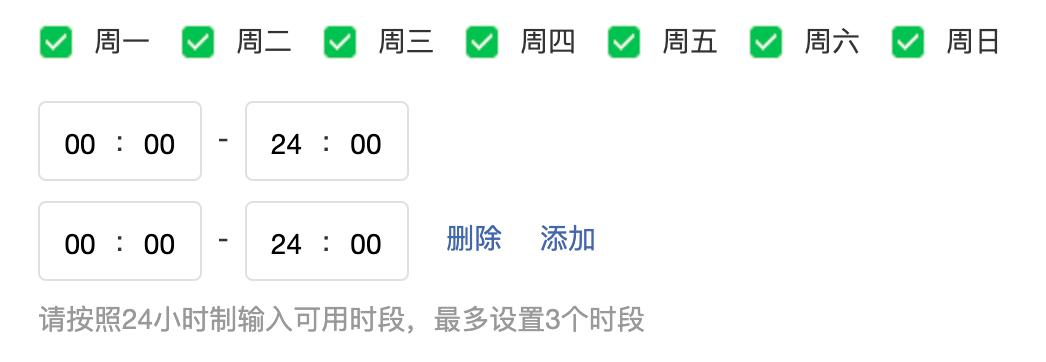 周一 周二 周三 周四 周五 周六 周日
00 : 00 - 24 : 00
00 : 00 - 24 : 00 删除 添加
请按照24小时制输入可用时段，最多设置3个时段